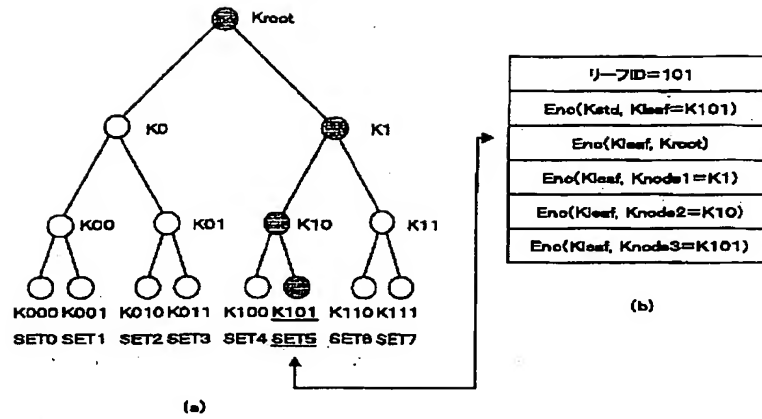 Kroot
K0
K1
K00
K01
K10
K11
K000 K001 K010 K011 K100 K101 K110 K111
SET0 SET1 SET2 SET3 SET4 SET5 SET6 SET7
(a)
リーフID=101
Enc(Kstd, Kleaf=K101)
Enc(Kleaf, Kroot)
Enc(Kleaf, Knode1=K1)
Enc(Kleaf, Knode2=K10)
Enc(Kleaf, Knode3=K101)
(b)